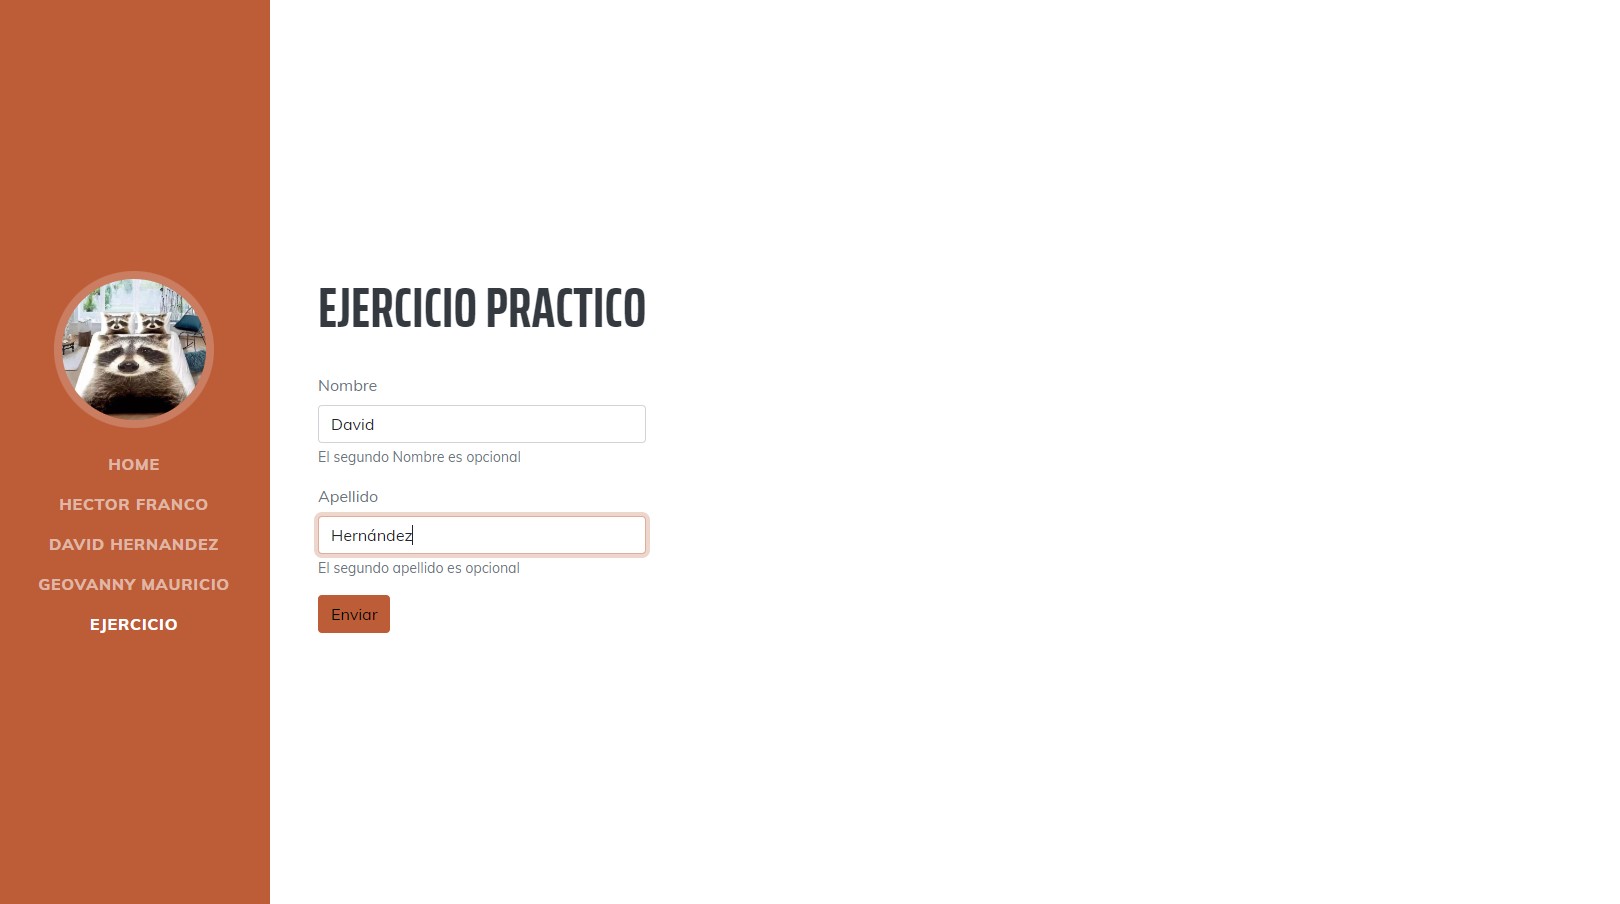 HOME
HECTOR FRANCO
DAVID HERNANDEZ
GEOVANNY MAURICIO
EJERCICIO
EJERCICIO PRACTICO
Nombre
David
El segundo Nombre es opcional
Apellido
Hernández
El segundo apellido es opcional
Enviar